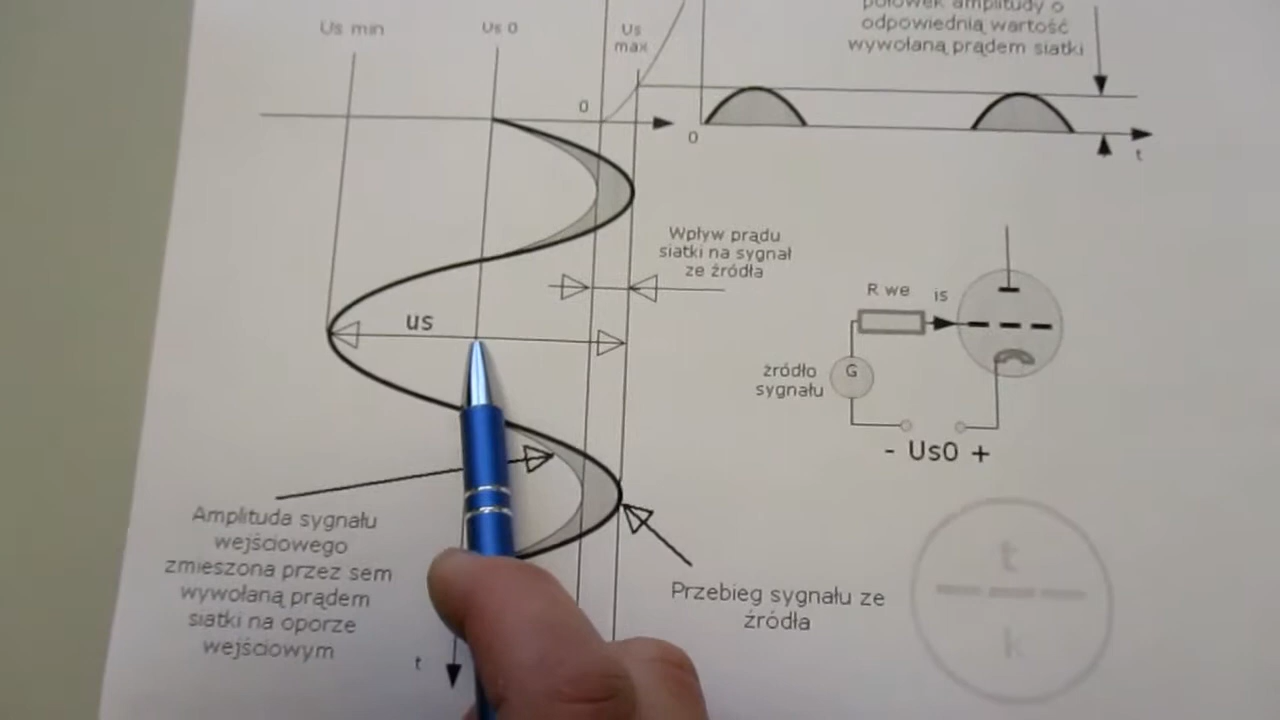 połówek amplitudy o
odpowiednią wartość
wywołaną prądem siatki
Us min
Us 0
Us
max
0
0
t
Wpływ prądu
siatki na sygnał
ze źródła
us
R we
is
źródło
sygnału
G
- Us0 +
Amplituda sygnału
wejściowego
zmieszona przez sem
wywołaną prądem
siatki na oporze
wejściowym
Przebieg sygnału ze
źródła
t
t
k